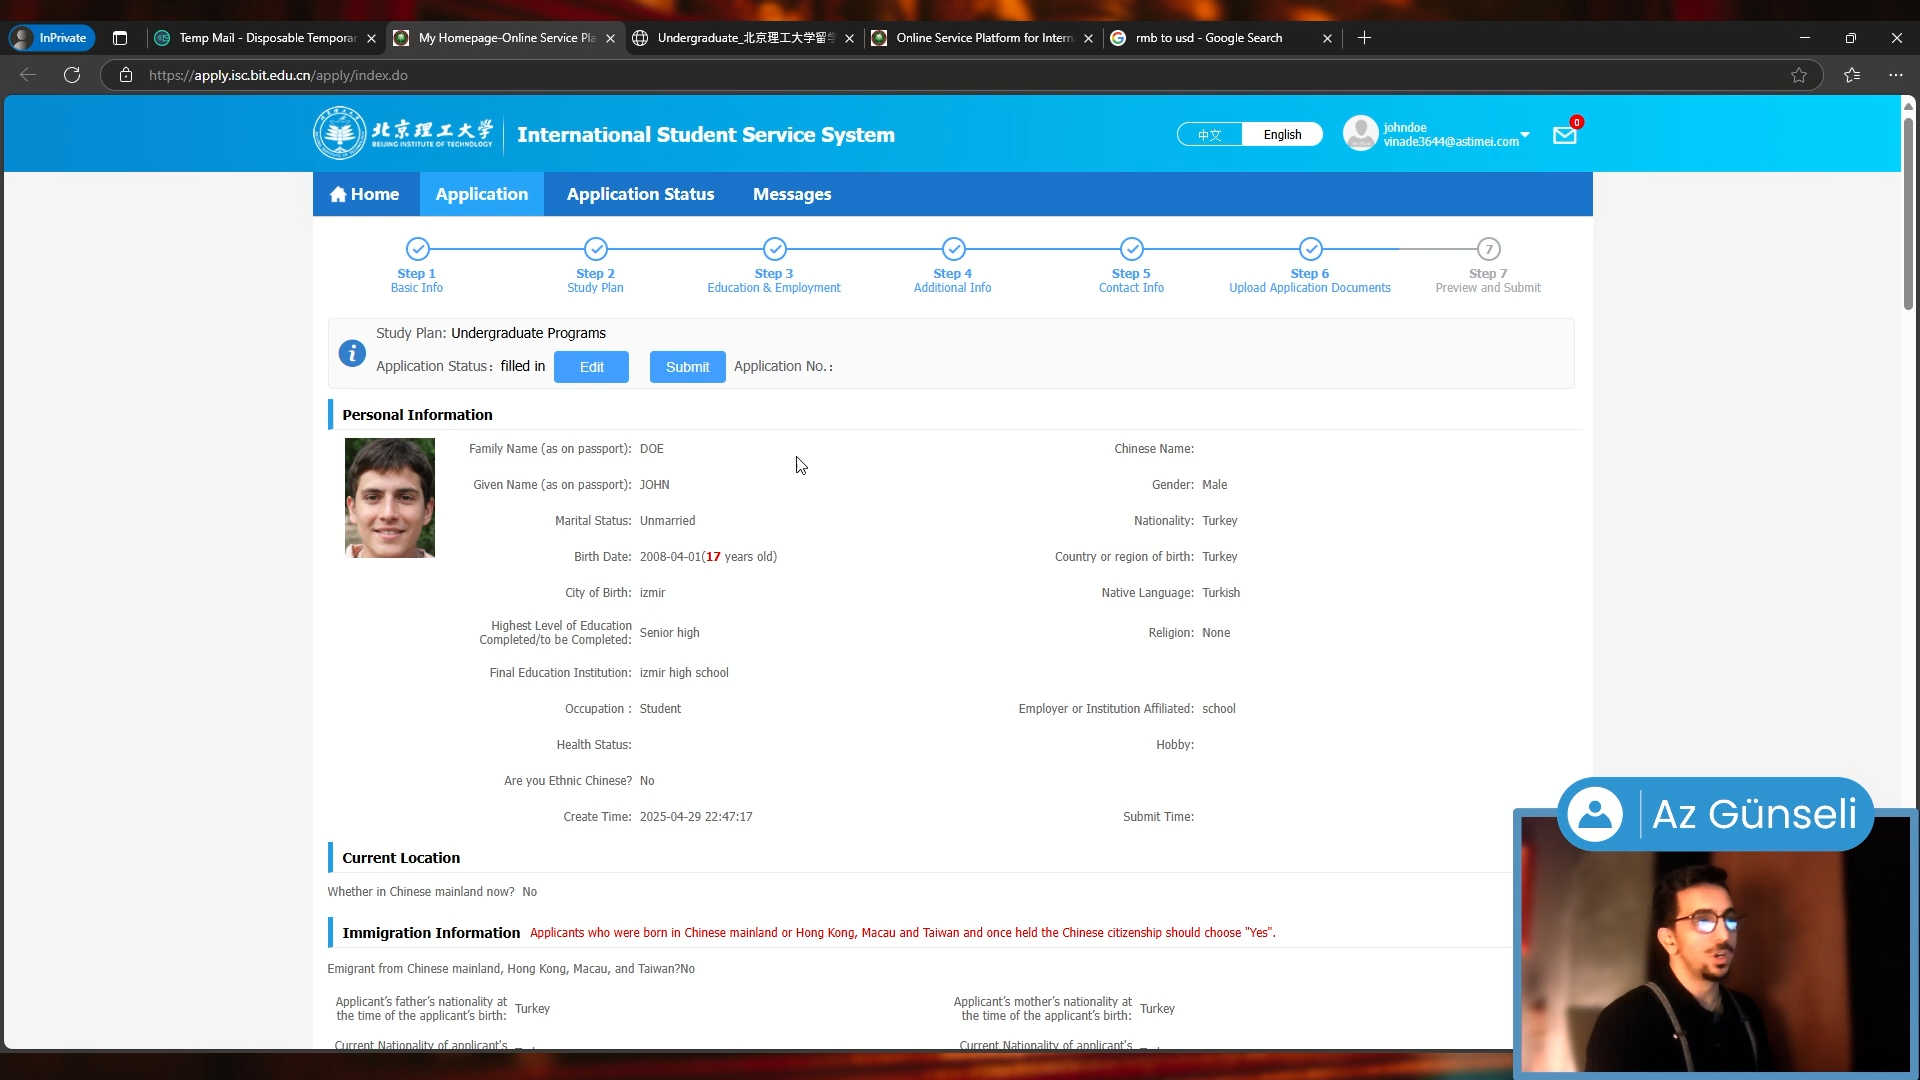 InPrivate
Temp Mail - Disposable Temporar
My Homepage-Online Service Pla
Undergraduate_北京理工大学留学
Online Service Platform for Intern
rmb to usd - Google Search
https://apply.isc.bit.edu.cn/apply/index.do
北京理工大学
BEIJING INSTITUTE OF TECHNOLOGY
International Student Service System
中文
English
johndoe
vinade3644@astimei.com
0
Home
Application
Application Status
Messages
7
Step 1
Basic Info
Step 2
Study Plan
Step 3
Education & Employment
Step 4
Additional Info
Step 5
Contact Info
Step 6
Upload Application Documents
Step 7
Preview and Submit
Study Plan: Undergraduate Programs
Application Status: filled in
Edit
Submit
Application No.:
Personal Information
Family Name (as on passport): DOE
Chinese Name:
Given Name (as on passport): JOHN
Gender: Male
Marital Status: Unmarried
Nationality: Turkey
Birth Date: 2008-04-01(17 years old)
Country or region of birth: Turkey
City of Birth: izmir
Native Language: Turkish
Highest Level of Education
Completed/to be Completed: Senior high
Religion: None
Final Education Institution: izmir high school
Occupation : Student
Employer or Institution Affiliated: school
Health Status:
Hobby:
Are you Ethnic Chinese? No
Create Time: 2025-04-29 22:47:17
Submit Time:
Current Location
Whether in Chinese mainland now? No
Immigration Information Applicants who were born in Chinese mainland or Hong Kong, Macau and Taiwan and once held the Chinese citizenship should choose "Yes".
Emigrant from Chinese mainland, Hong Kong, Macau, and Taiwan?No
Applicant's father's nationality at
the time of the applicant's birth: Turkey
Applicant's mother's nationality at
the time of the applicant's birth: Turkey
Current Nationality of applicant's
Current Nationality of applicant's
Az Günseli